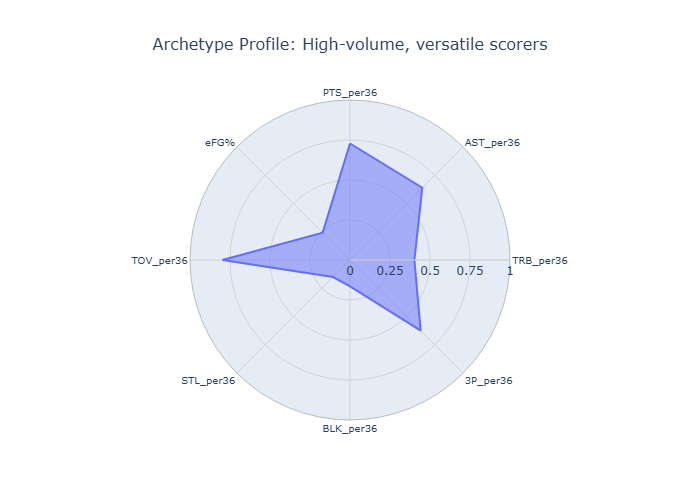 Archetype Profile: High-volume, versatile scorers
PTS_per36
eFG%
AST_per36
TOV_per36
TRB_per36
0 0.25 0.5 0.75 1
STL_per36
3P_per36
BLK_per36